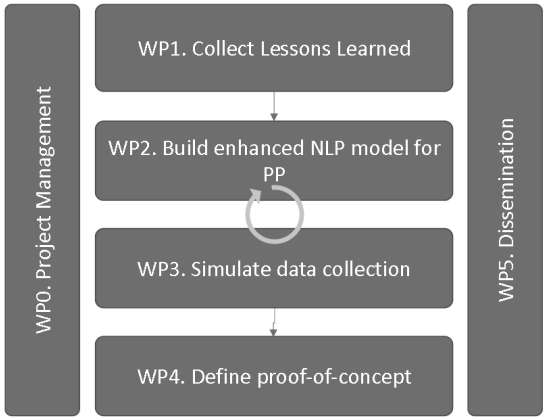 WP0. Project Management
WP1. Collect Lessons Learned
WP2. Build enhanced NLP model for
PP
WP3. Simulate data collection
WP4. Define proof-of-concept
WP5. Dissemination